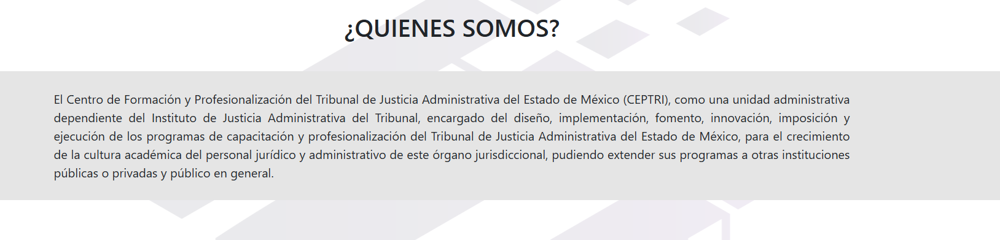 ¿QUIENES SOMOS?
El Centro de Formación y Profesionalización del Tribunal de Justicia Administrativa del Estado de México (CEPTRI), como una unidad administrativa
dependiente del Instituto de Justicia Administrativa del Tribunal, encargado del diseño, implementación, fomento, innovación, imposición y
ejecución de los programas de capacitación y profesionalización del Tribunal de Justicia Administrativa del Estado de México, para el crecimiento
de la cultura académica del personal jurídico y administrativo de este órgano jurisdiccional, pudiendo extender sus programas a otras instituciones
públicas o privadas y público en general.